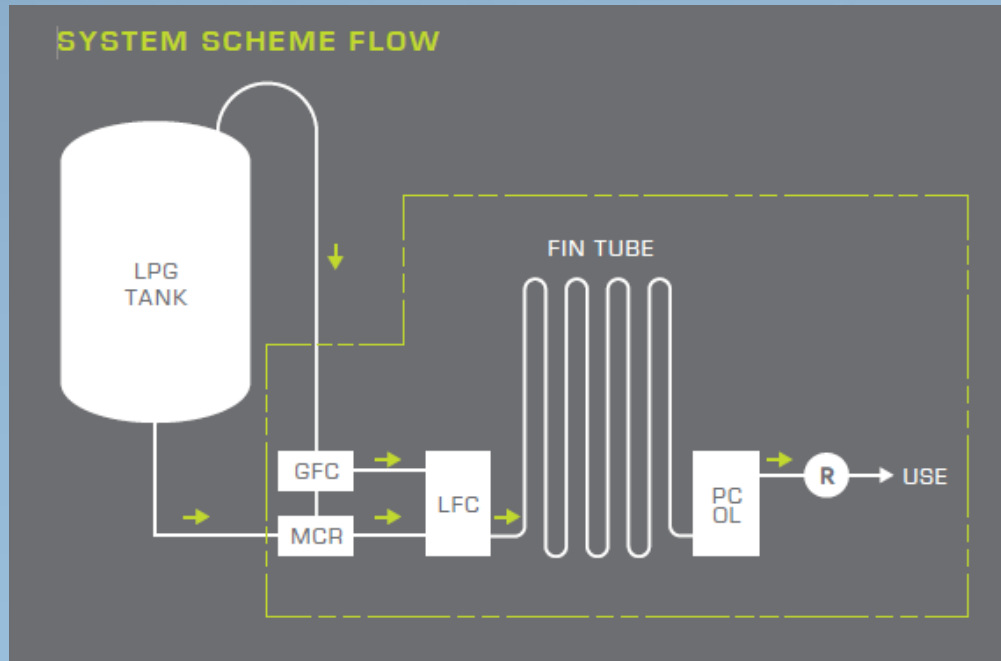 SYSTEM SCHEME FLOW
LPG
TANK
FIN TUBE
GFC
MCR
LFC
PC
OL
R
USE